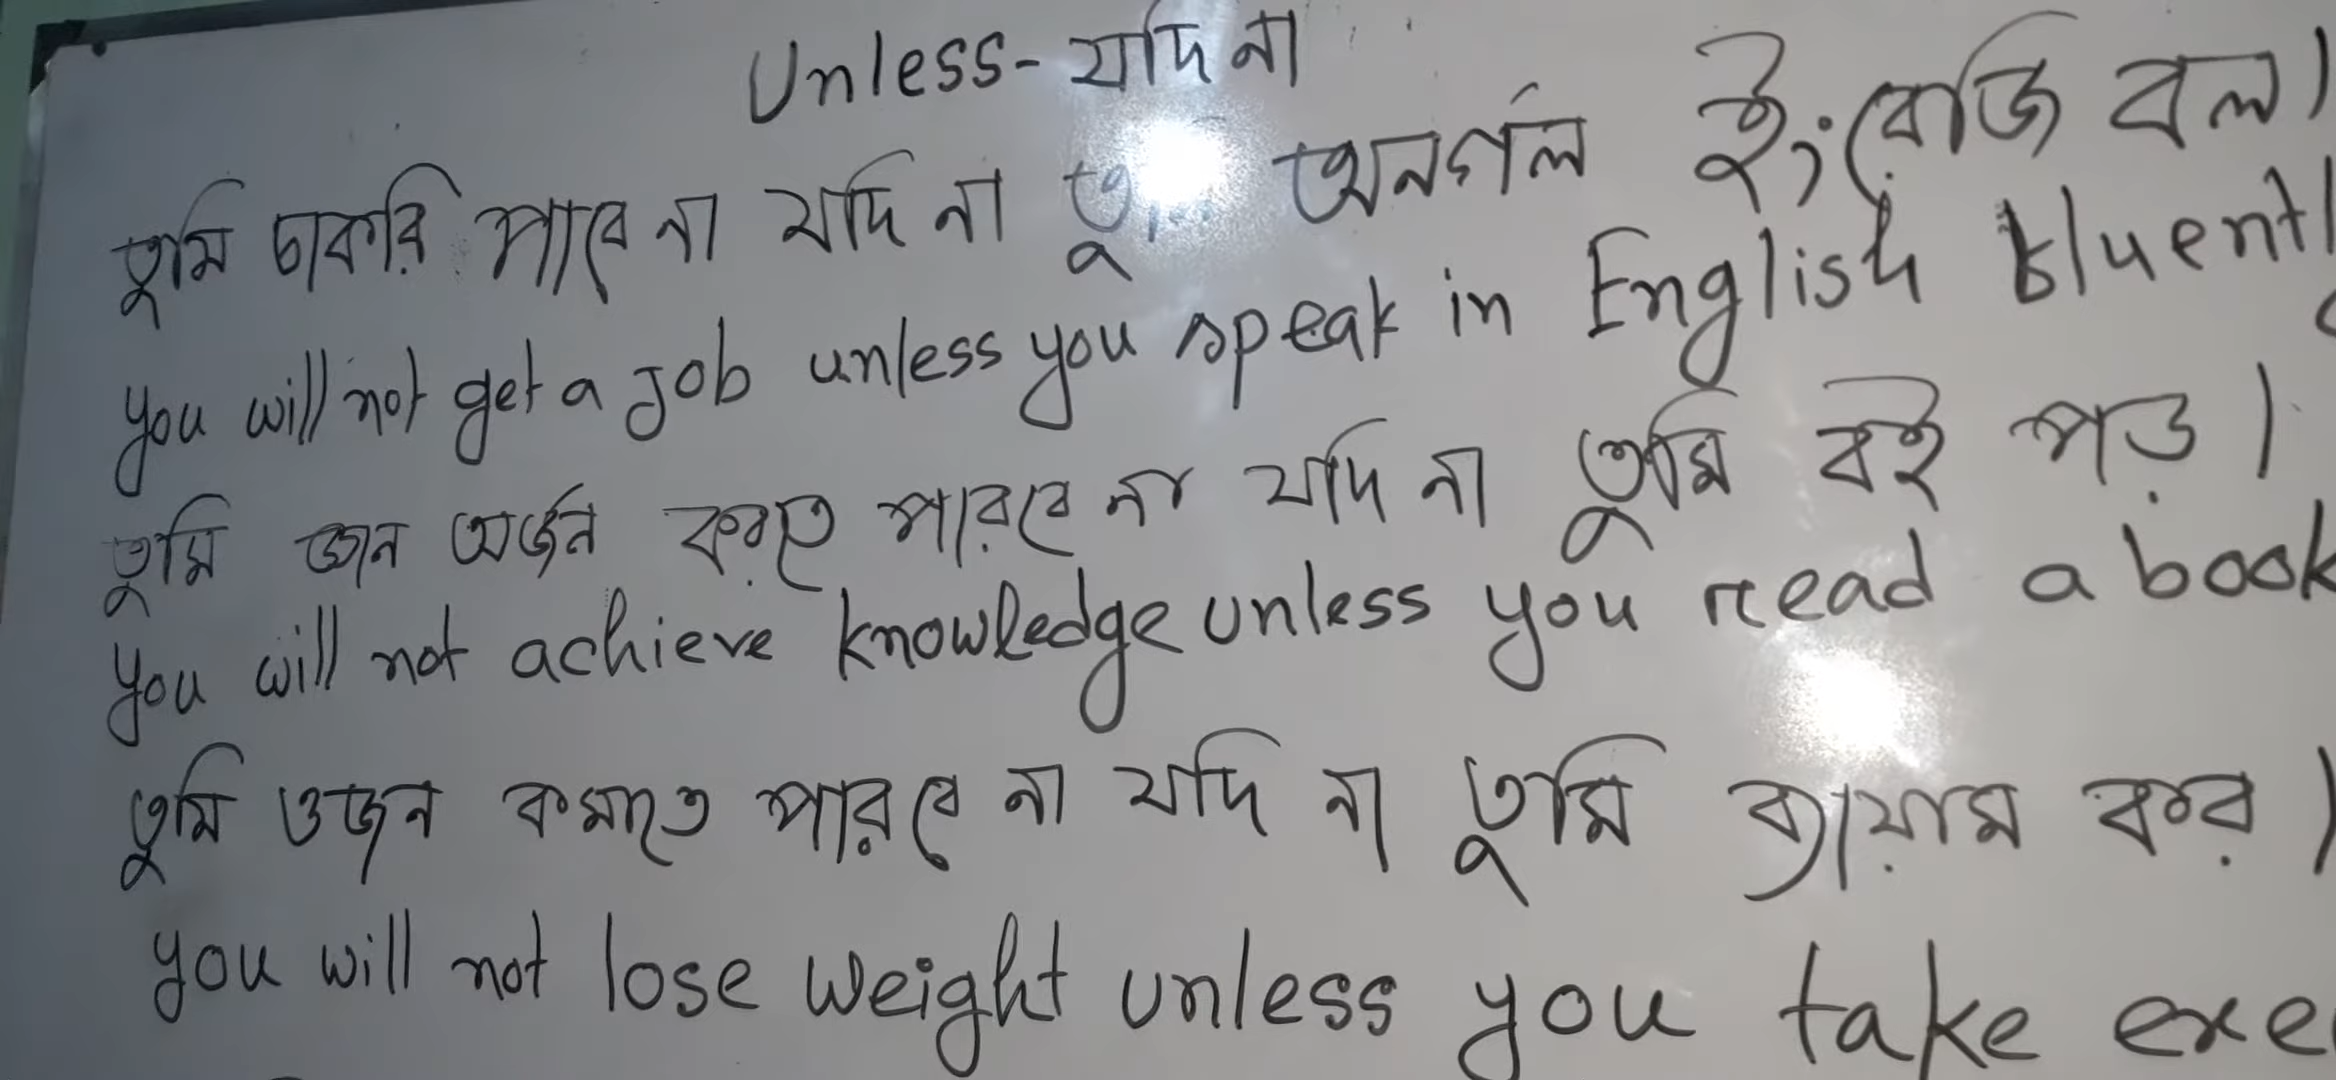 Unless - যদি না
তুমি চাকরি পাবে না যদি না অনর্গল ইংরেজি বল।
you will not get a Job unless you speak in English fluently
তুমি জ্ঞান অর্জন করতে পারবে না যদি না তুমি বই পড়।
you will not achieve knowledge unless you read a book
তুমি ওজন কমাতে পারবে না যদি না তুমি ব্যায়াম কর।
you will not lose weight unless you take exe